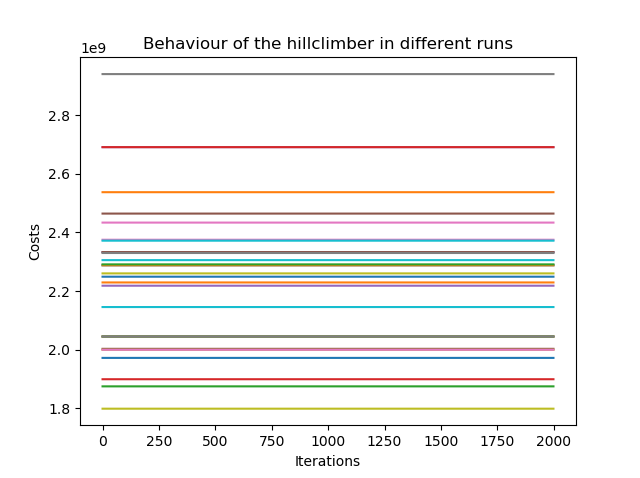 Behaviour of the hillclimber in different runs
1e9
2.8
2.6
2.4
2.2
2.0
1.8
Costs
0 250 500 750 1000 1250 1500 1750 2000
Iterations